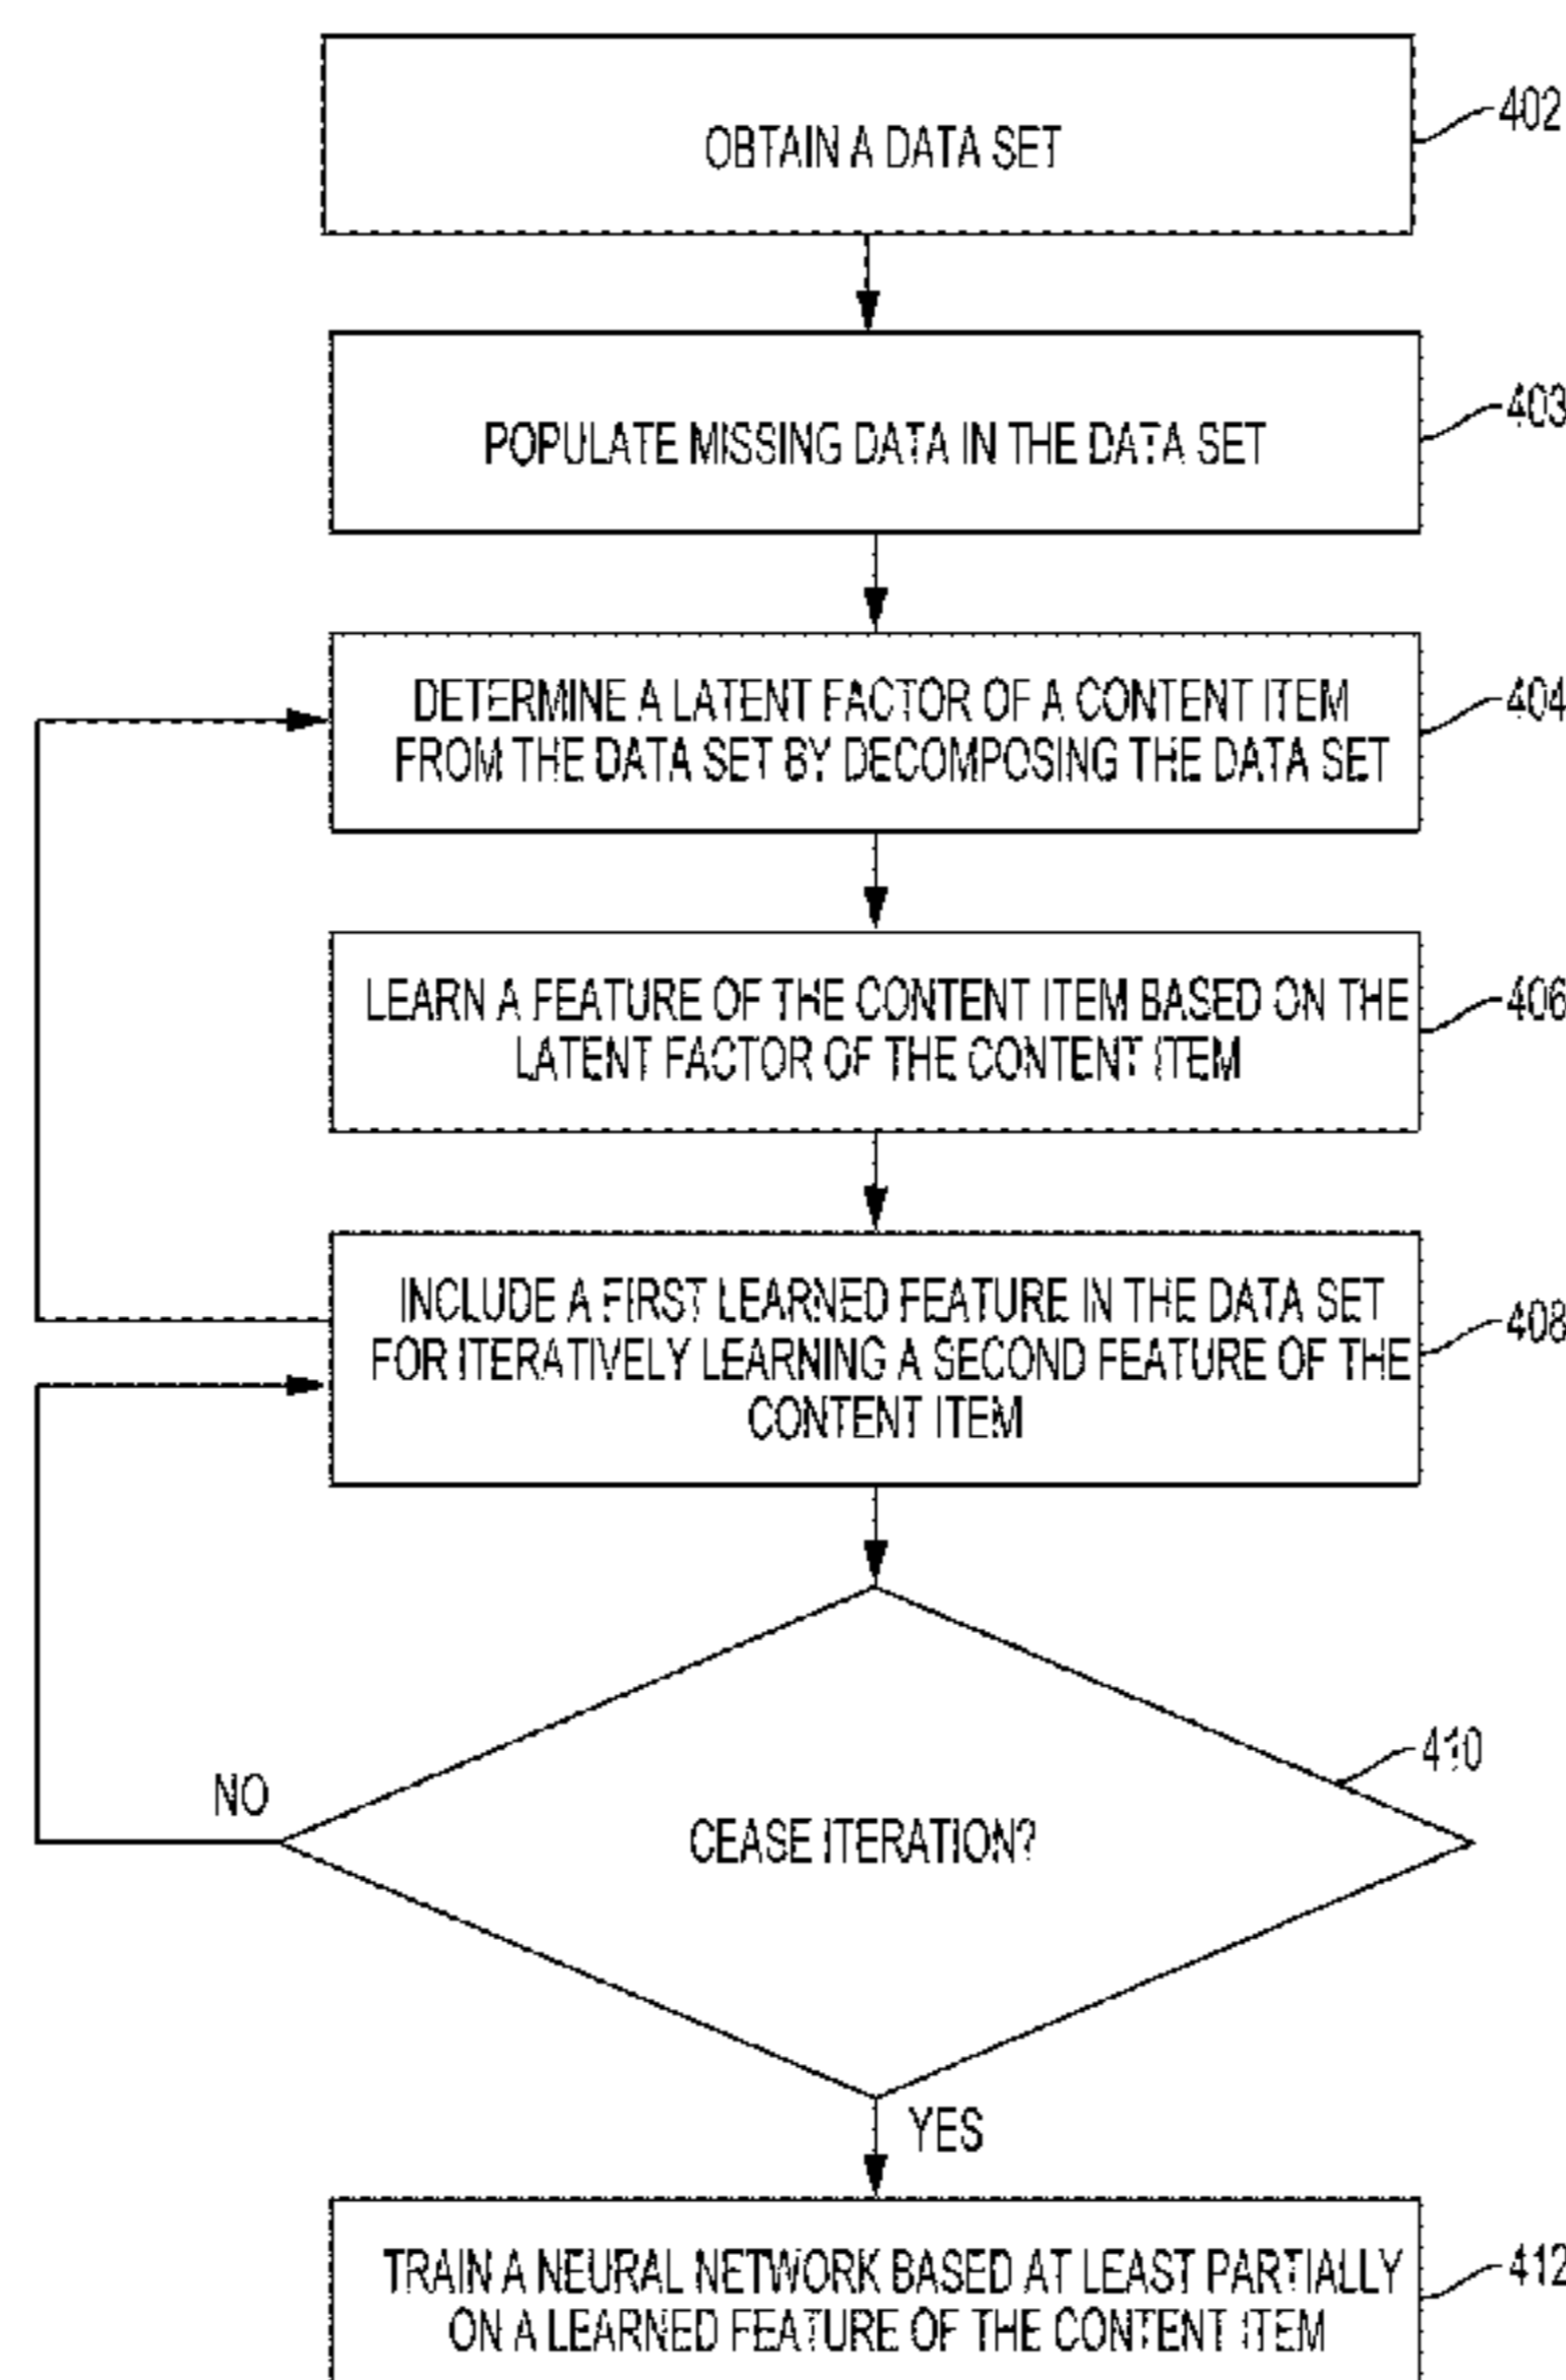 OBTAIN A DATA SET
402
POPULATE MISSING DATA IN THE DATA SET
403
DETERMINE A LATENT FACTOR OF A CONTENT ITEM
FROM THE DATA SET BY DECOMPOSING THE DATA SET
404
LEARN A FEATURE OF THE CONTENT ITEM BASED ON THE
LATENT FACTOR OF THE CONTENT ITEM
406
INCLUDE A FIRST LEARNED FEATURE IN THE DATA SET
FOR ITERATIVELY LEARNING A SECOND FEATURE OF THE
CONTENT ITEM
408
410
NO
CEASE ITERATION?
YES
TRAIN A NEURAL NETWORK BASED AT LEAST PARTIALLY
ON A LEARNED FEATURE OF THE CONTENT ITEM
412